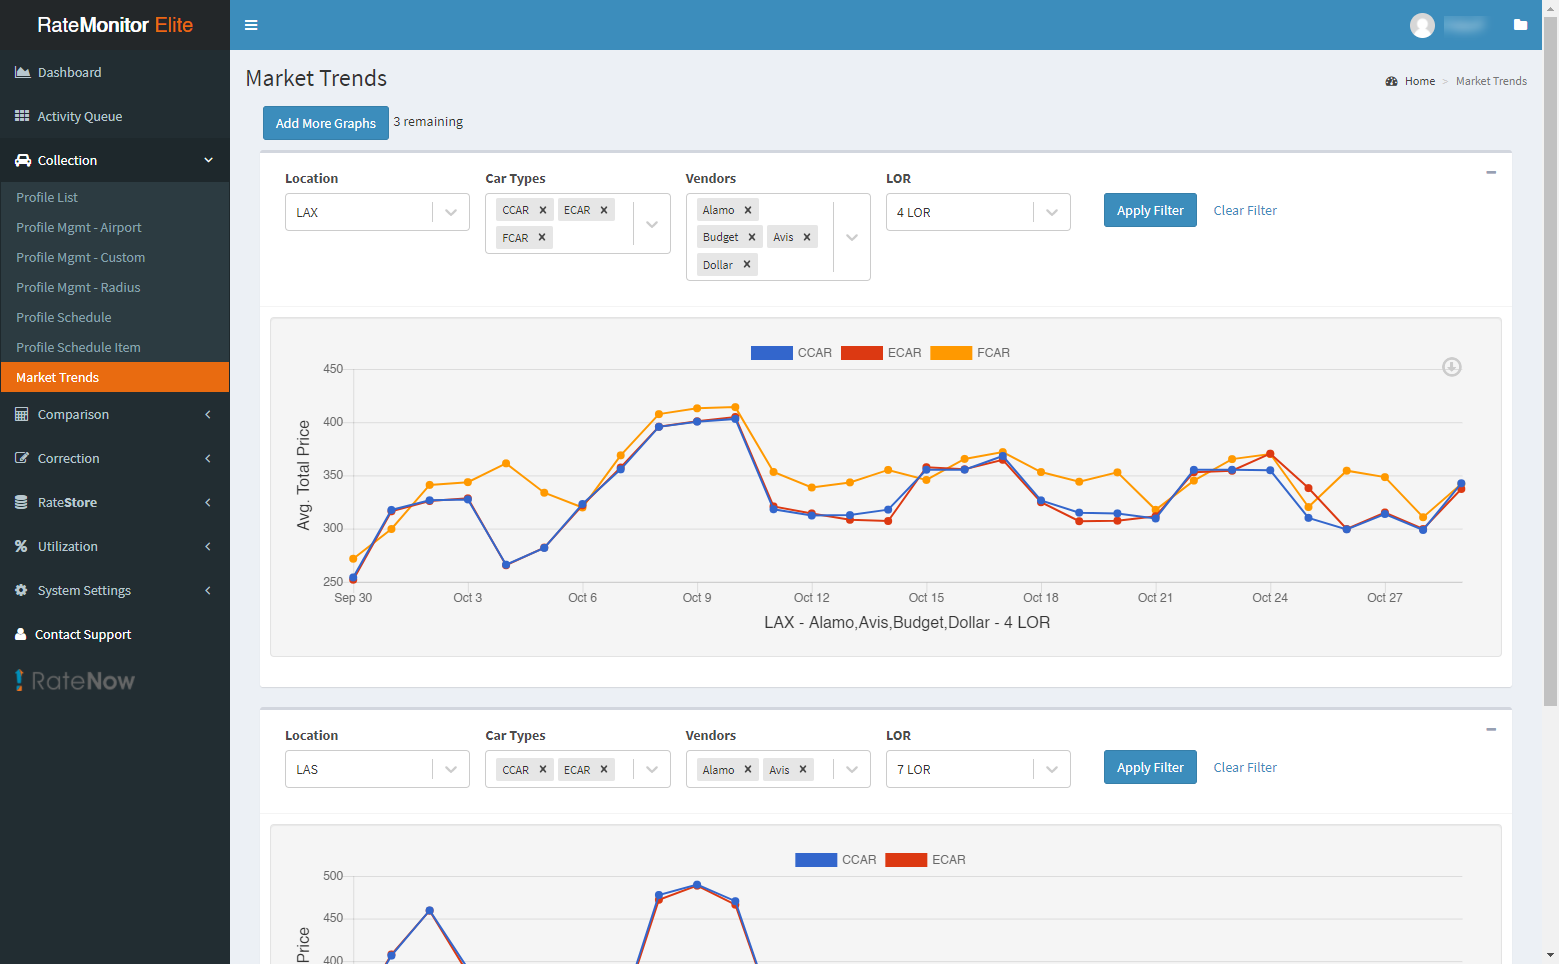 RateMonitor Elite
Dashboard
Activity Queue
Collection
Profile List
Profile Mgmt - Airport
Profile Mgmt - Custom
Profile Mgmt - Radius
Profile Schedule
Profile Schedule Item
Market Trends
Comparison
Correction
RateStore
Utilization
System Settings
Contact Support
RateNow
Market Trends
Home > Market Trends
Add More Graphs 3 remaining
Location Car Types Vendors LOR
LAX CCAR × ECAR × Alamo × 4 LOR Apply Filter Clear Filter
FCAR × Budget × Avis ×
Dollar ×
CCAR ECAR FCAR
450
400
350
300
250
Avg. Total Price
Sep 30 Oct 3 Oct 6 Oct 9 Oct 12 Oct 15 Oct 18 Oct 21 Oct 24 Oct 27
LAX - Alamo,Avis,Budget,Dollar - 4 LOR
Location Car Types Vendors LOR
LAS CCAR × ECAR × Alamo × Avis × 7 LOR Apply Filter Clear Filter
CCAR ECAR
500
450
400
Price